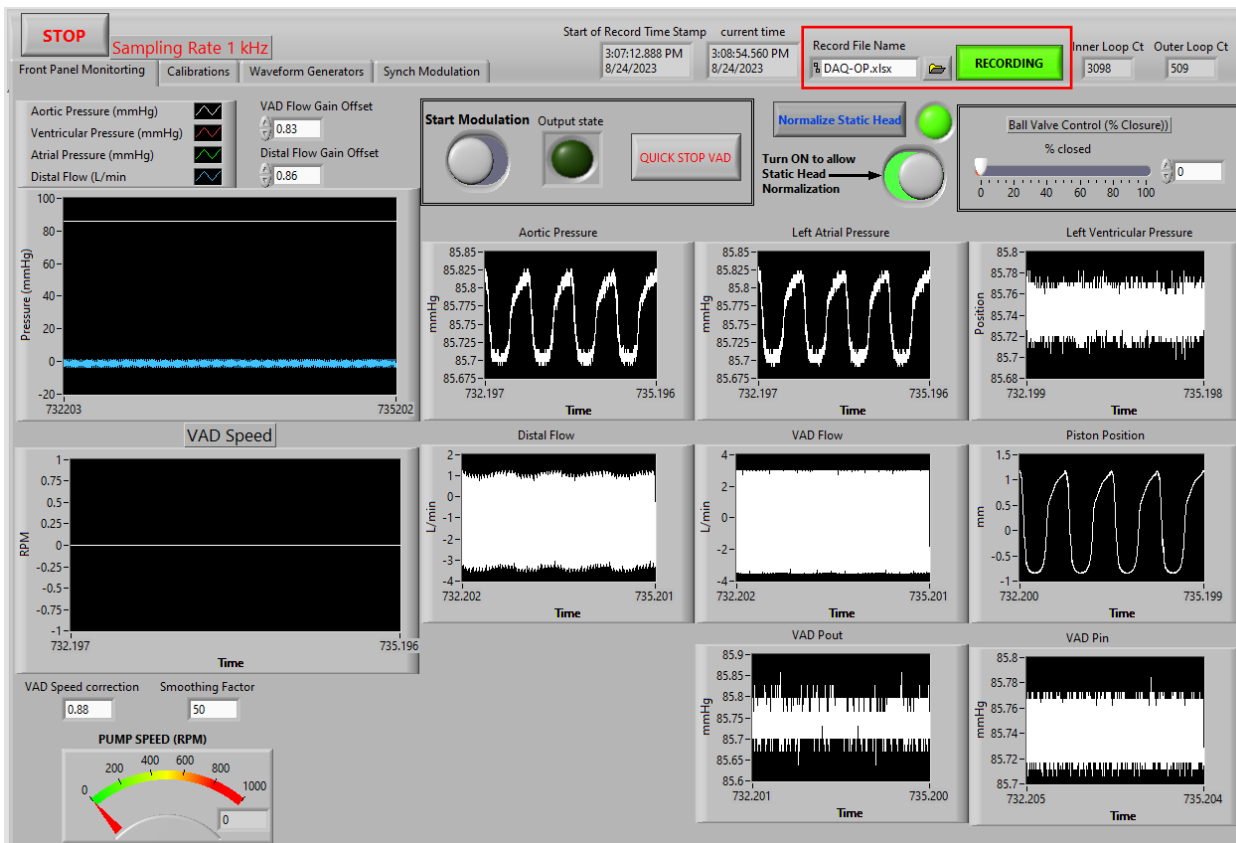 STOP
Sampling Rate 1 kHz
Start of Record Time Stamp
3:07:12.888 PM
8/24/2023
current time
3:08:54.560 PM
8/24/2023
Record File Name
DAQ-OP.xlsx
RECORDING
Inner Loop Ct
3098
Outer Loop Ct
509
Front Panel Monitorting
Calibrations
Waveform Generators
Synch Modulation
Aortic Pressure (mmHg)
Ventricular Pressure (mmHg)
Atrial Pressure (mmHg)
Distal Flow (L/min
VAD Flow Gain Offset
0.83
Distal Flow Gain Offset
0.86
Start Modulation
Output state
QUICK STOP VAD
Normalize Static Head
Turn ON to allow
Static Head
Normalization
Ball Valve Control (% Closure))
% closed
0 20 40 60 80 100
0
Pressure (mmHg)
100
80
60
40
20
0
-20
732203 735202
Aortic Pressure
mmHg
85.85
85.825
85.8
85.775
85.75
85.725
85.7
85.675
732.197 735.196
Time
Left Atrial Pressure
mmHg
85.85
85.825
85.8
85.775
85.75
85.725
85.7
85.675
732.197 735.196
Time
Left Ventricular Pressure
Position
85.8
85.78
85.76
85.74
85.72
85.7
85.68
732.199 735.198
Time
VAD Speed
RPM
1
0.75
0.5
0.25
0
-0.25
-0.5
-0.75
-1
732.197 735.196
Time
Distal Flow
L/min
2
1
0
-1
-2
-3
-4
732.202 735.201
Time
VAD Flow
L/min
4
2
0
-2
-4
732.202 735.201
Time
Piston Position
mm
1.5
1
0.5
0
-0.5
-1
732.200 735.199
Time
VAD Pout
mmHg
85.9
85.85
85.8
85.75
85.7
85.65
85.6
732.201 735.200
Time
VAD Pin
mmHg
85.8
85.78
85.76
85.74
85.72
85.7
732.205 735.204
Time
VAD Speed correction
0.88
Smoothing Factor
50
PUMP SPEED (RPM)
0 200 400 600 800 1000
0